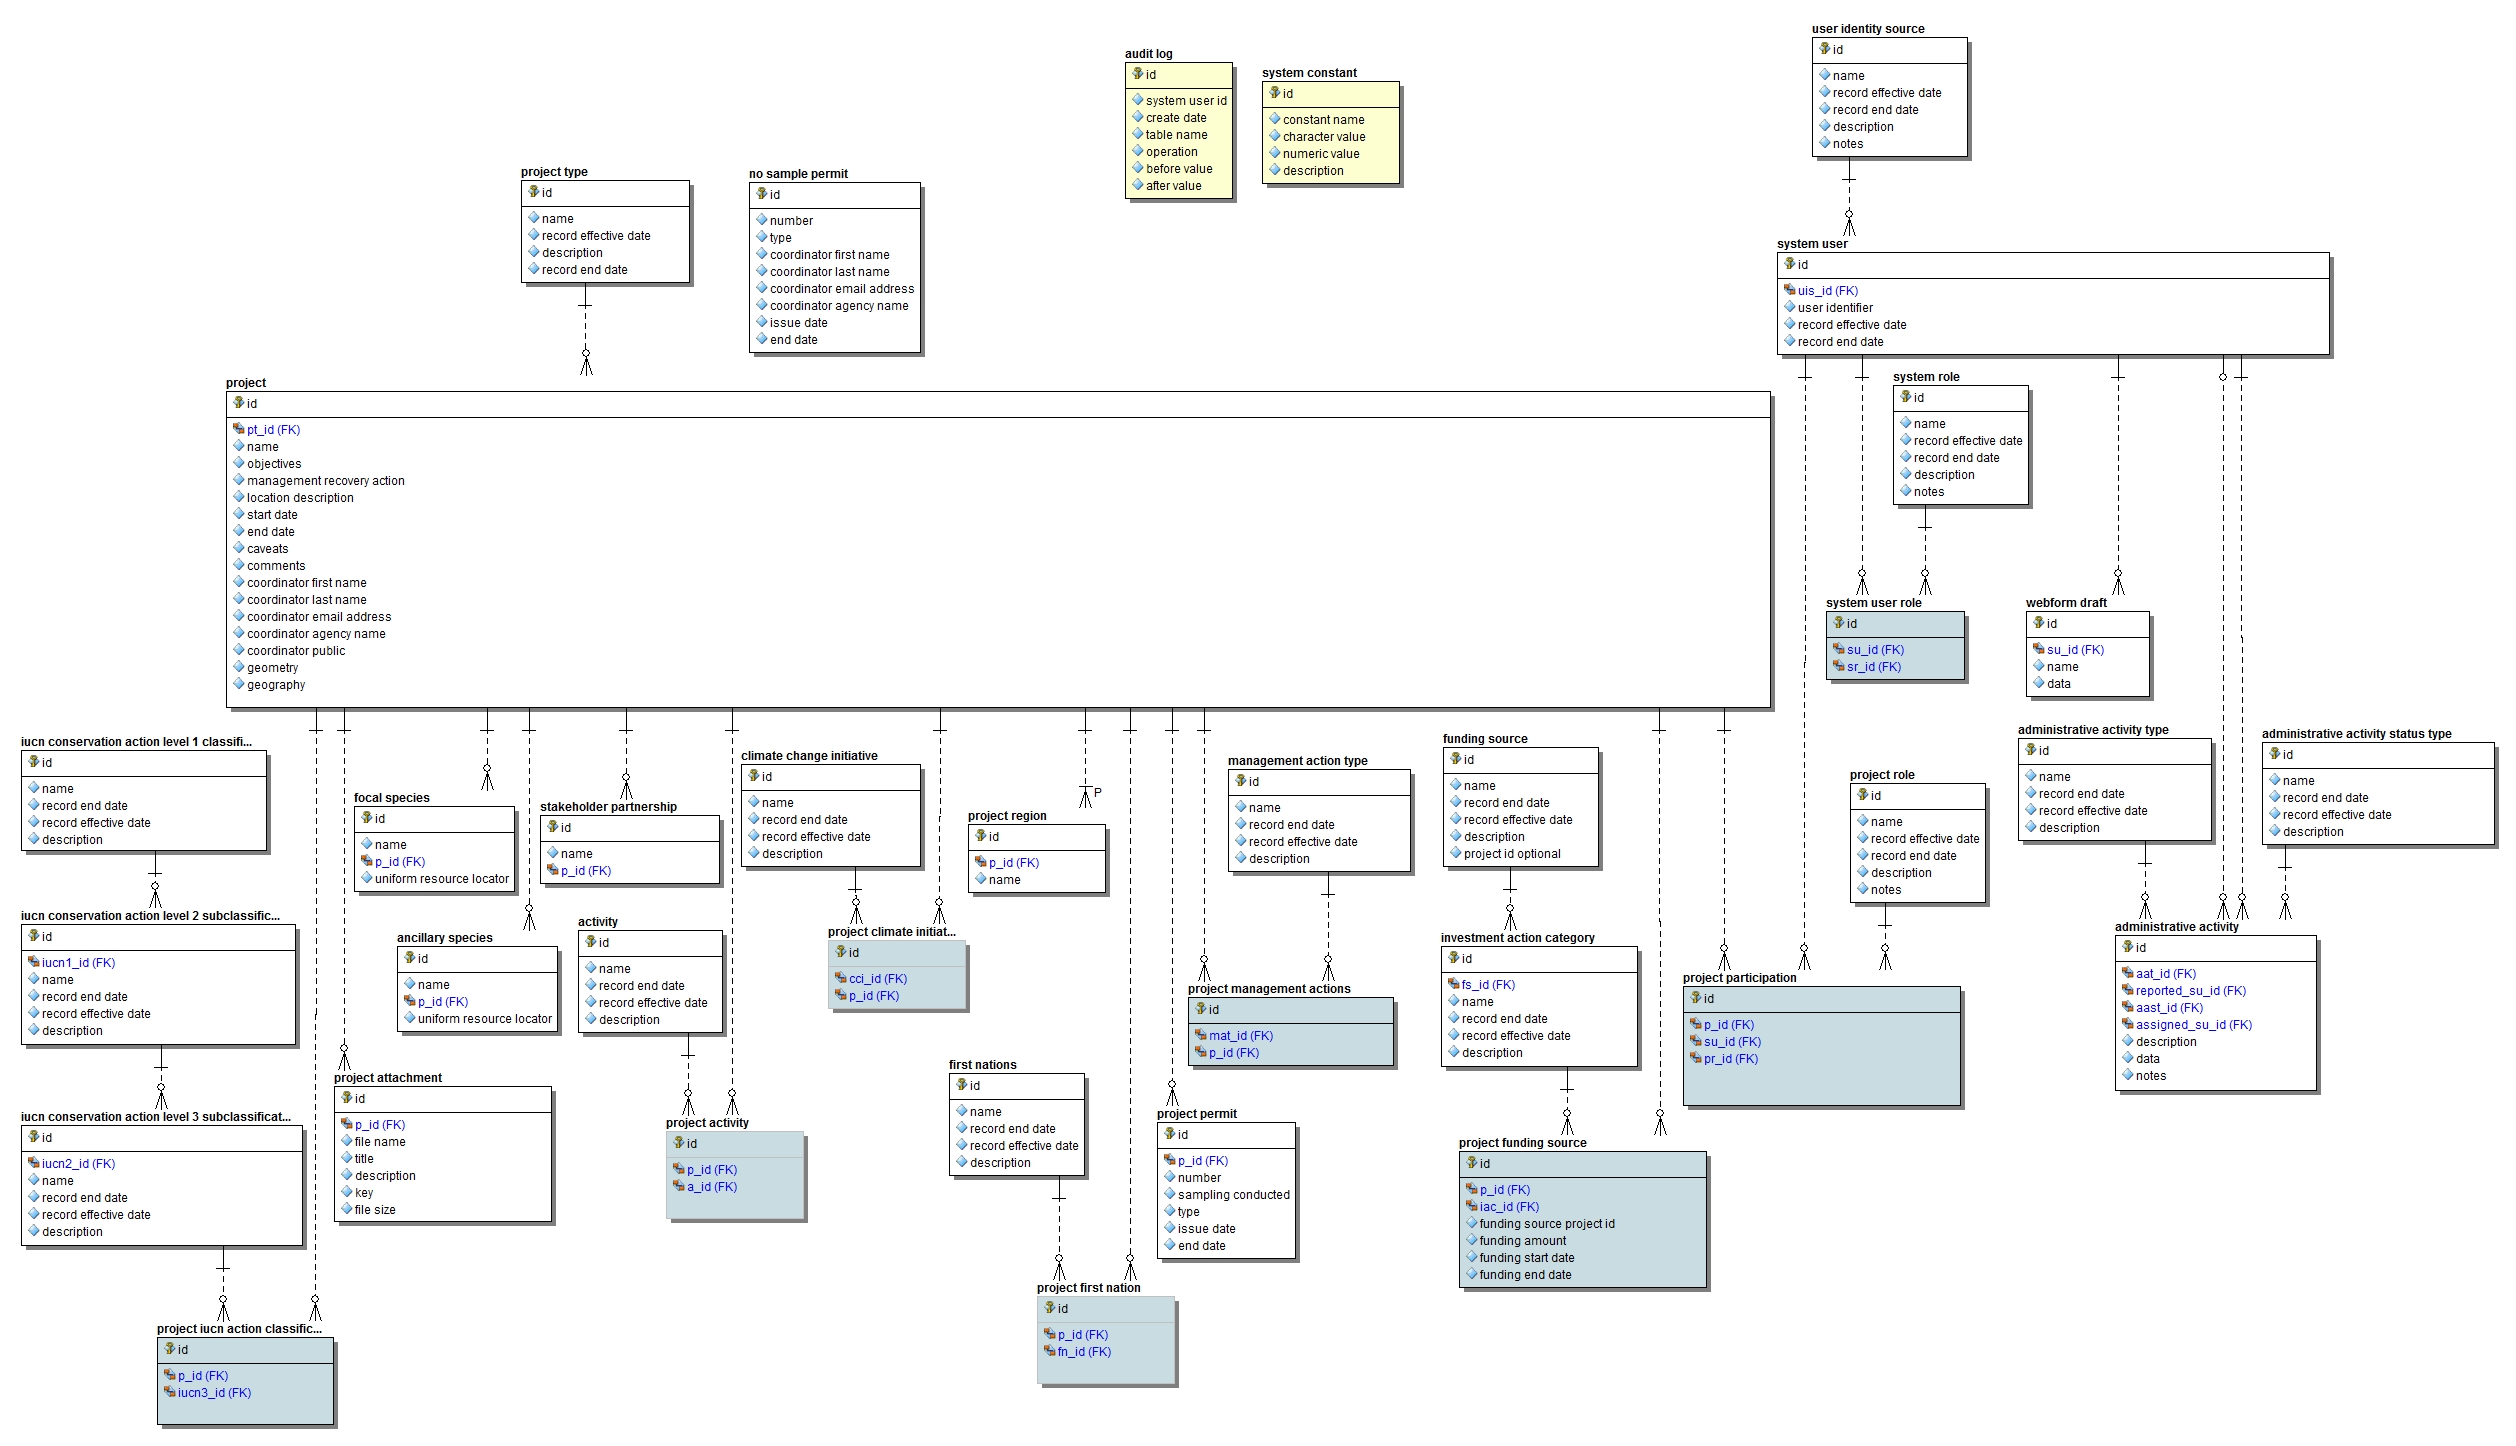 user identity source
id
name
record effective date
record end date
description
notes
audit log
id
system user id
create date
table name
operation
before value
after value
system constant
id
constant name
character value
numeric value
description
project type
id
name
record effective date
description
record end date
no sample permit
id
number
type
coordinator first name
coordinator last name
coordinator email address
coordinator agency name
issue date
end date
system user
id
uis_id (FK)
user identifier
record effective date
record end date
project
id
pt_id (FK)
name
objectives
management recovery action
location description
start date
end date
caveats
comments
coordinator first name
coordinator last name
coordinator email address
coordinator agency name
coordinator public
geometry
geography
system role
id
name
record effective date
record end date
description
notes
system user role
id
su_id (FK)
sr_id (FK)
webform draft
id
su_id (FK)
name
data
iucn conservation action level 1 classifi...
id
name
record end date
record effective date
description
focal species
id
name
p_id (FK)
uniform resource locator
stakeholder partnership
id
name
p_id (FK)
climate change initiative
id
name
record end date
record effective date
description
P
project region
id
p_id (FK)
name
management action type
id
name
record end date
record effective date
description
funding source
id
name
record end date
record effective date
description
project id optional
project role
id
name
record effective date
record end date
description
notes
administrative activity type
id
name
record end date
record effective date
description
administrative activity status type
id
name
record end date
record effective date
description
iucn conservation action level 2 subclassific...
id
iucn1_id (FK)
name
record end date
record effective date
description
ancillary species
id
name
p_id (FK)
uniform resource locator
activity
id
name
record end date
record effective date
description
project climate initiat...
id
cci_id (FK)
p_id (FK)
project management actions
id
mat_id (FK)
p_id (FK)
investment action category
id
fs_id (FK)
name
record end date
record effective date
description
project participation
id
p_id (FK)
su_id (FK)
pr_id (FK)
administrative activity
id
aat_id (FK)
reported_su_id (FK)
aast_id (FK)
assigned_su_id (FK)
description
data
notes
iucn conservation action level 3 subclassificat...
id
iucn2_id (FK)
name
record end date
record effective date
description
project attachment
id
p_id (FK)
file name
title
description
key
file size
project activity
id
p_id (FK)
a_id (FK)
first nations
id
name
record end date
record effective date
description
project permit
id
p_id (FK)
number
sampling conducted
type
issue date
end date
project funding source
id
p_id (FK)
iac_id (FK)
funding source project id
funding amount
funding start date
funding end date
project first nation
id
p_id (FK)
fn_id (FK)
project iucn action classific...
id
p_id (FK)
iucn3_id (FK)